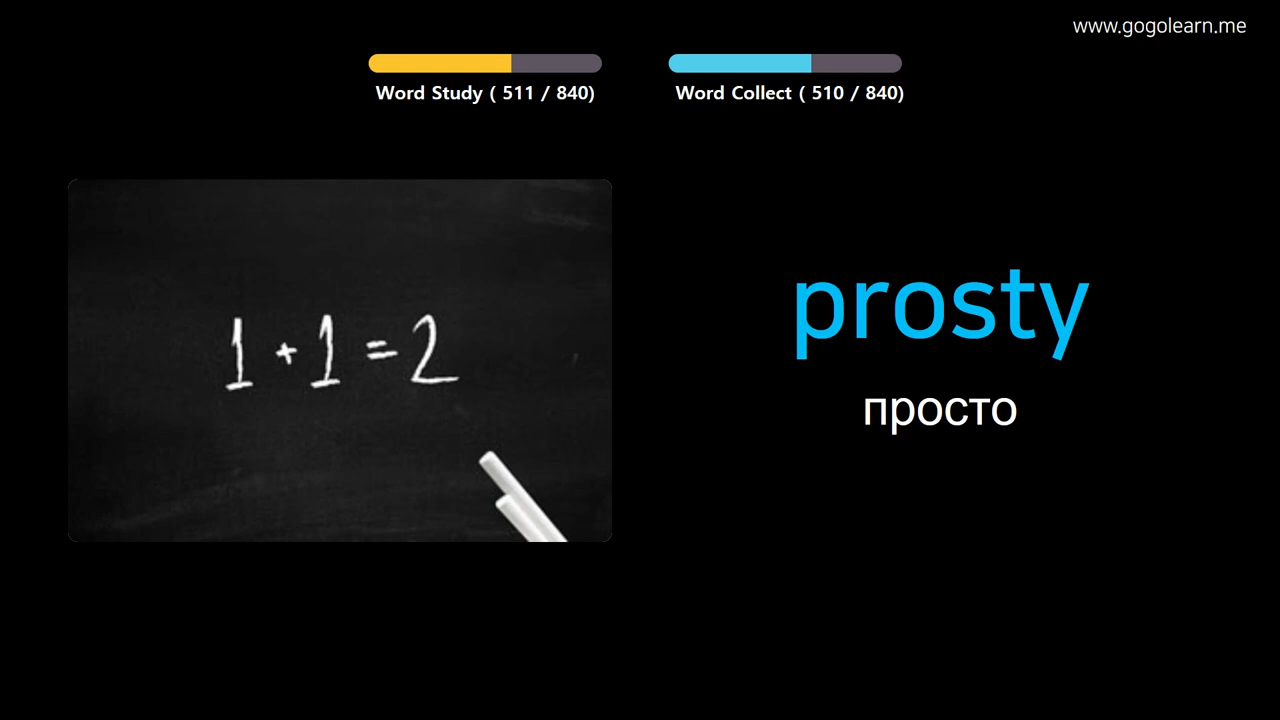 www.gogolearn.me
Word Study ( 511 / 840)
Word Collect ( 510 / 840)
1 + 1 = 2
prosty
просто